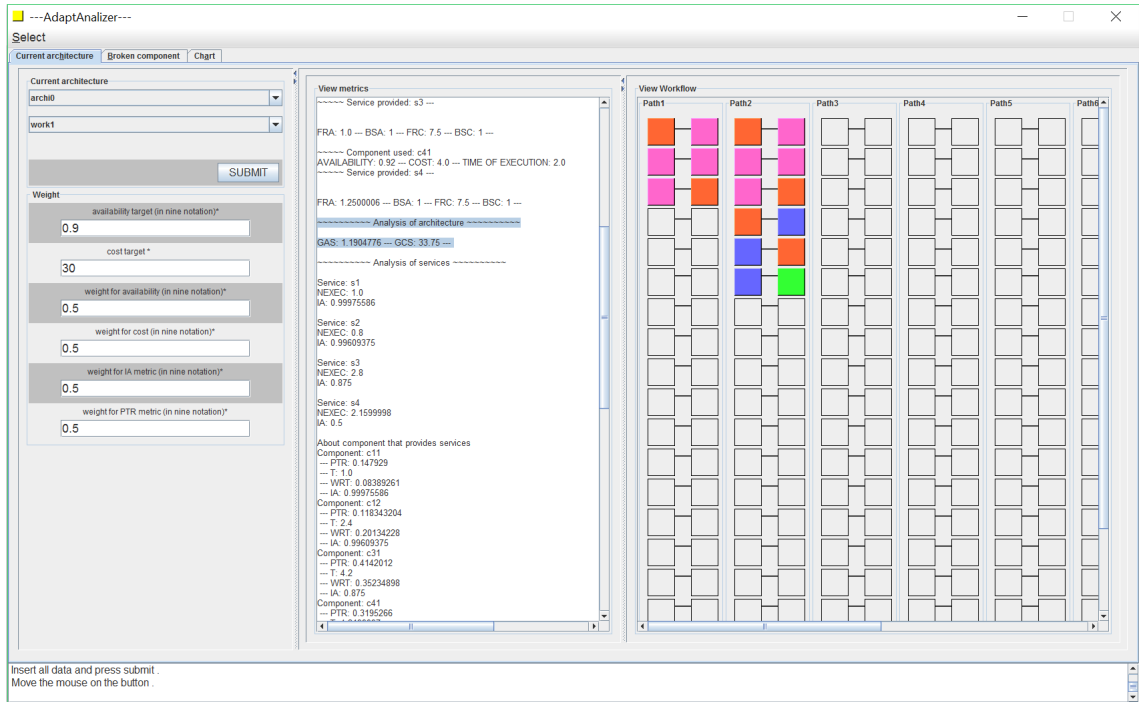 ---AdaptAnalizer---
Select
Current architecture
Broken component
Chart
Current architecture
archi0
work1
SUBMIT
Weight
availability target (in nine notation)*
0.9
cost target *
30
weight for availability (in nine notation)*
0.5
weight for cost (in nine notation)*
0.5
weight for IA metric (in nine notation)*
0.5
weight for PTR metric (in nine notation)*
0.5
View metrics
~~~~~ Service provided: s3 ---
FRA: 1.0 --- BSA: 1 --- FRC: 7.5 --- BSC: 1 ---
~~~~~ Component used: c41
AVAILABILITY: 0.92 --- COST: 4.0 --- TIME OF EXECUTION: 2.0
~~~~~ Service provided: s4 ---
FRA: 1.2500006 --- BSA: 1 --- FRC: 7.5 --- BSC: 1 ---
~~~~~~~~~~ Analysis of architecture ~~~~~~~~~~
GAS: 1.1904776 --- GCS: 33.75 ---
~~~~~~~~~~ Analysis of services ~~~~~~~~~~
Service: s1
NEXEC: 1.0
IA: 0.99975586
Service: s2
NEXEC: 0.8
IA: 0.99609375
Service: s3
NEXEC: 2.8
IA: 0.875
Service: s4
NEXEC: 2.1599998
IA: 0.5
About component that provides services
Component: c11
--- PTR: 0.147929
--- T: 1.0
--- WRT: 0.08389261
--- IA: 0.99975586
Component: c12
--- PTR: 0.118343204
--- T: 2.4
--- WRT: 0.20134228
--- IA: 0.99609375
Component: c31
--- PTR: 0.4142012
--- T: 4.2
--- WRT: 0.35234898
--- IA: 0.875
Component: c41
--- PTR: 0.3195266
View Workflow
Path1
Path2
Path3
Path4
Path5
Path6
Insert all data and press submit .
Move the mouse on the button .